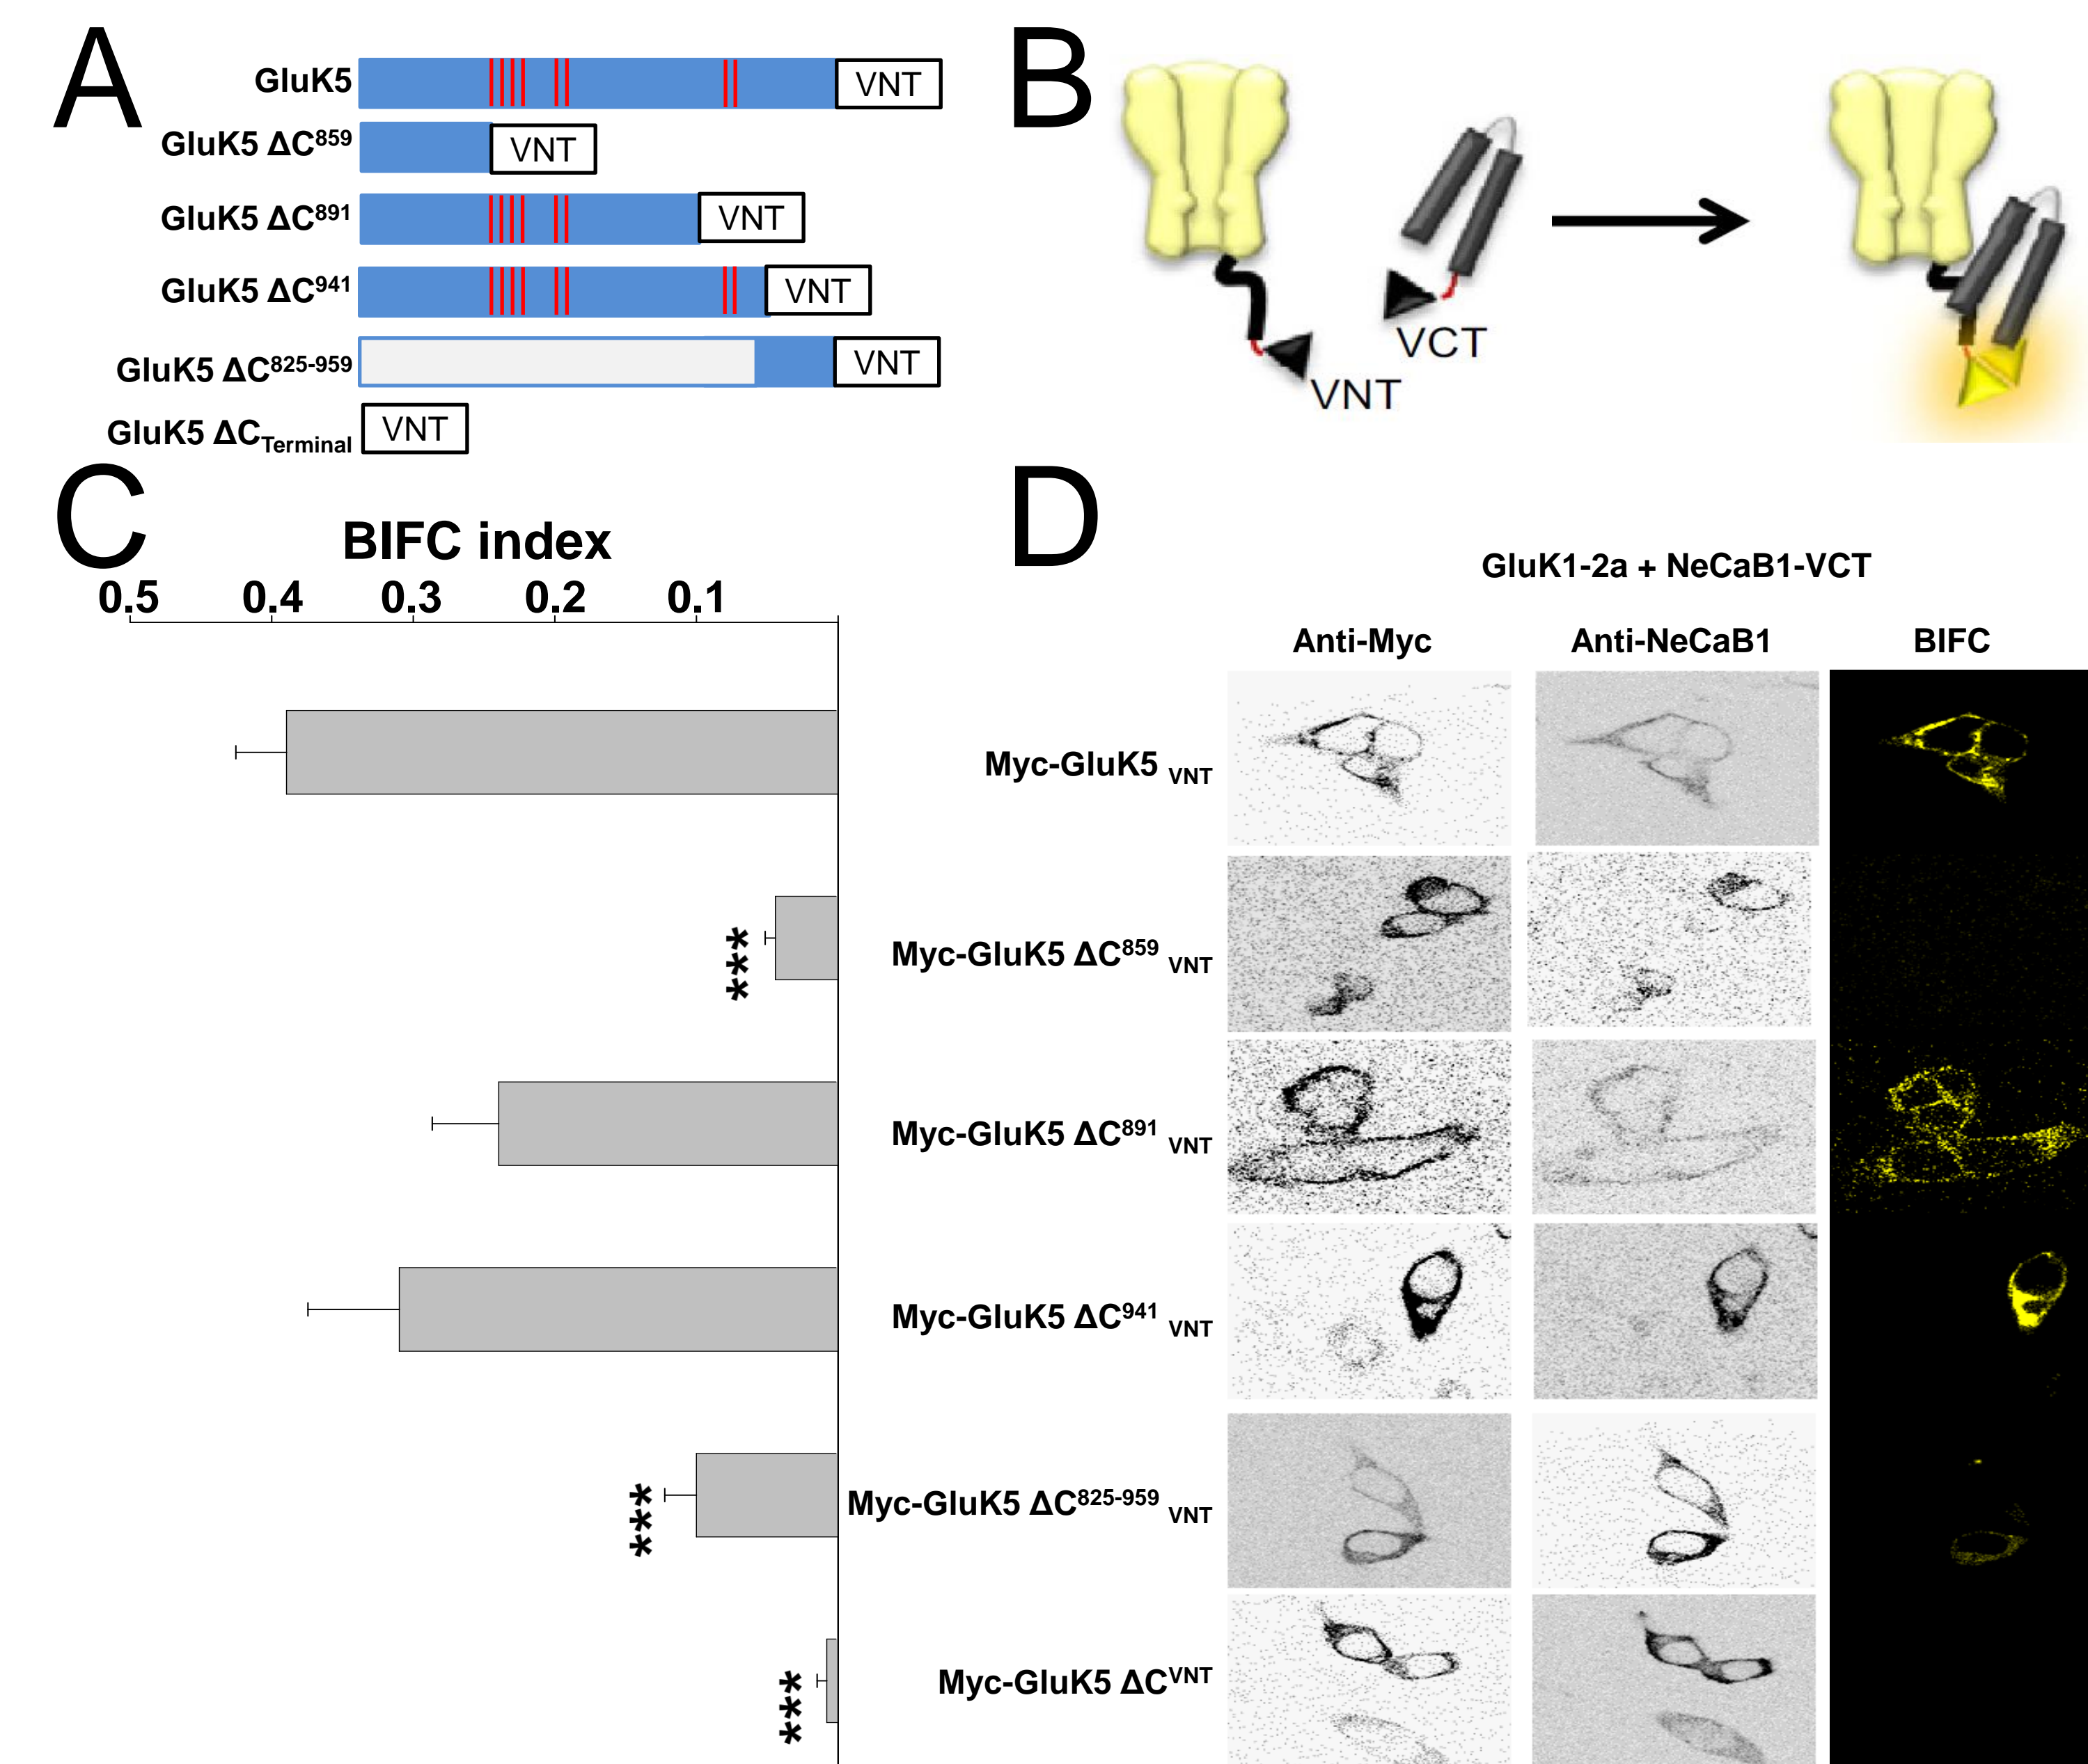 A
GluK5 VNT
GluK5 ΔC859 VNT
GluK5 ΔC891 VNT
GluK5 ΔC941 VNT
GluK5 ΔC825-959 VNT
GluK5 ΔCTerminal VNT
B
VCT
VNT
C
BIFC index
0.5 0.4 0.3 0.2 0.1
***
***
***
D
GluK1-2a + NeCaB1-VCT
Anti-Myc Anti-NeCaB1 BIFC
Myc-GluK5 VNT
Myc-GluK5 ΔC859 VNT
Myc-GluK5 ΔC891 VNT
Myc-GluK5 ΔC941 VNT
Myc-GluK5 ΔC825-959 VNT
Myc-GluK5 ΔCVNT